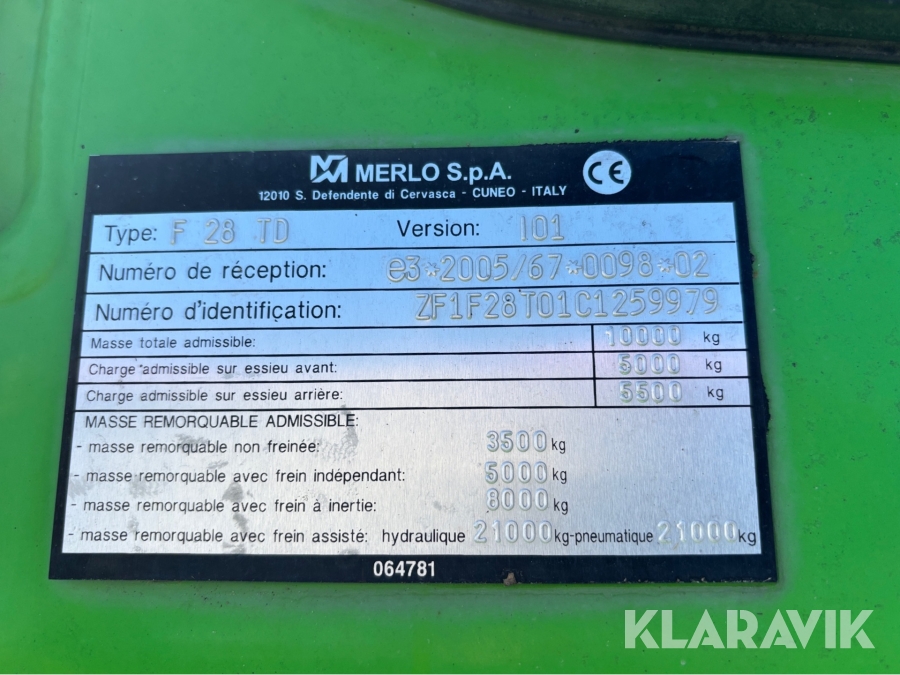 MERLO S.p.A.
CE
12010 S. Defendente di Cervasca - CUNEO - ITALY
Type: F 28 TD Version: I01
Numéro de réception: e3*2005/67*0098*02
Numéro d'identification: ZF1F28T01C1259979
Masse totale admissible: 10000 kg
Charge admissible sur essieu avant: 5000 kg
Charge admissible sur essieu arrière: 5500 kg
MASSE REMORQUABLE ADMISSIBLE:
- masse remorquable non freinée: 3500 kg
- masse remorquable avec frein indépendant: 5000 kg
- masse remorquable avec frein à inertie: 8000 kg
- masse remorquable avec frein assisté: hydraulique 21000 kg-pneumatique 21000 kg
064781
KLARAVIK